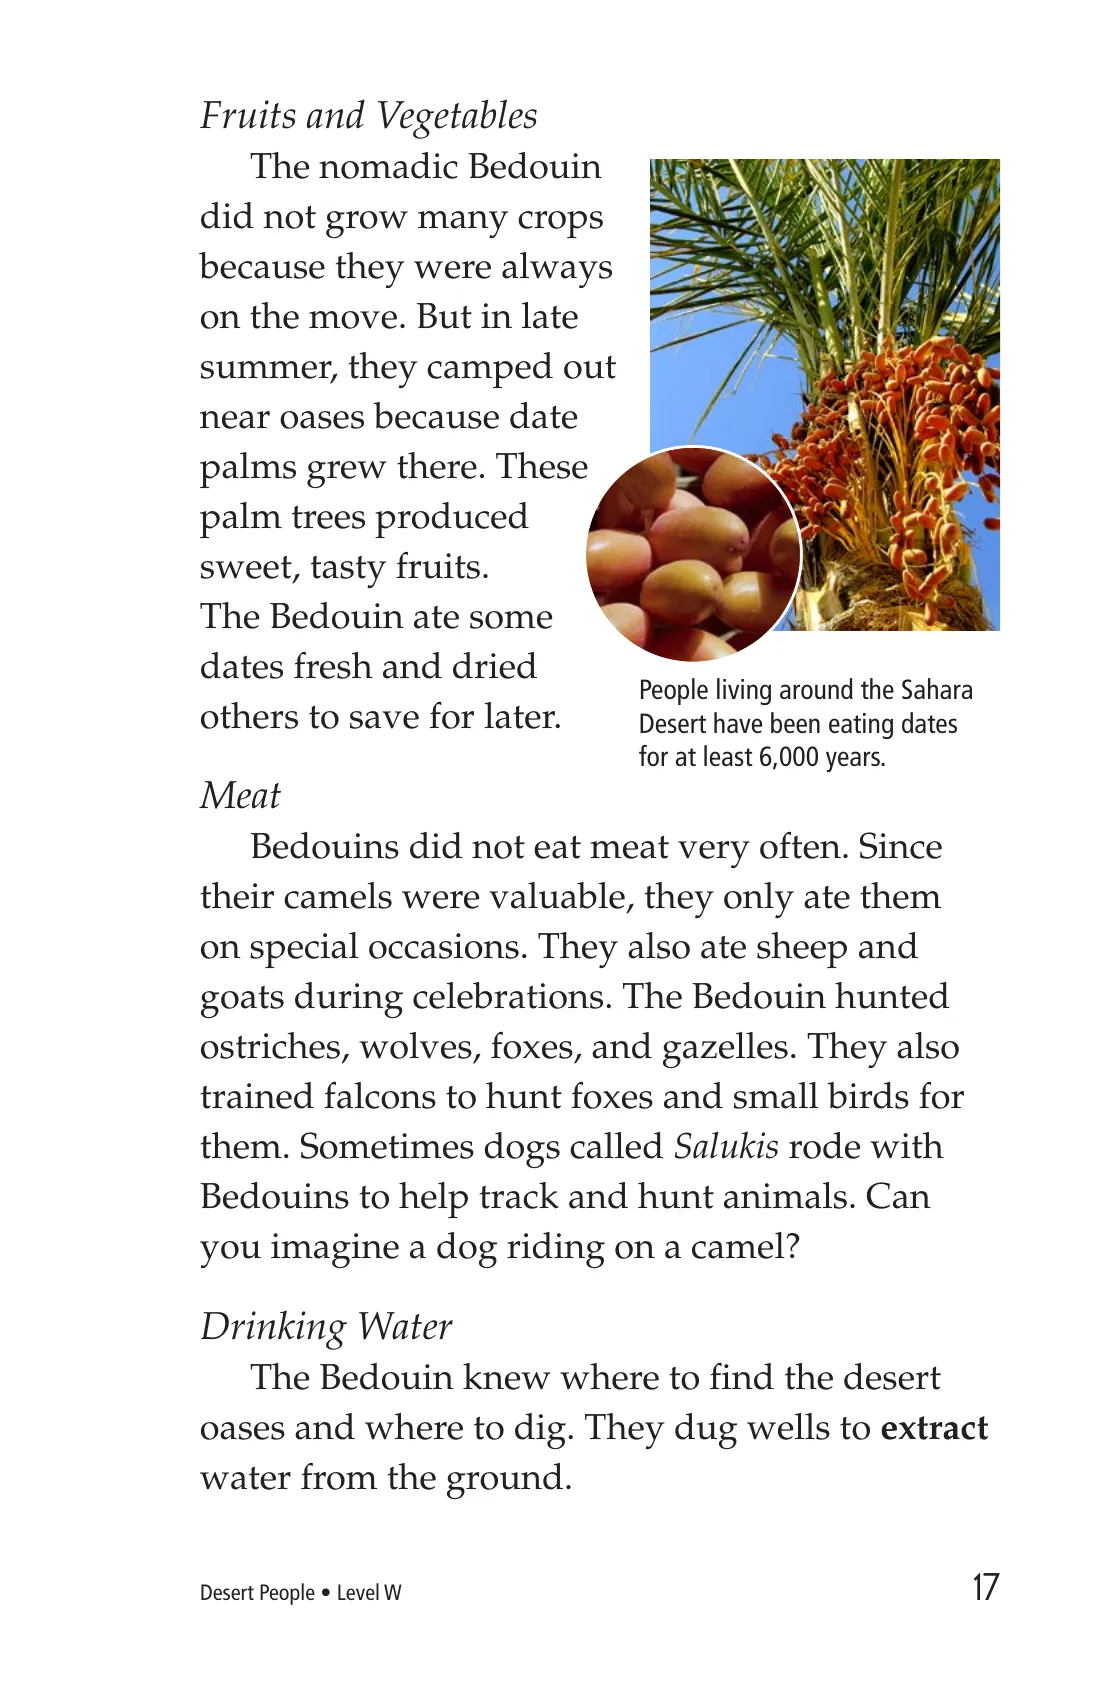 Fruits and Vegetables
The nomadic Bedouin
did not grow many crops
because they were always
on the move. But in late
summer, they camped out
near oases because date
palms grew there. These
palm trees produced
sweet, tasty fruits.
The Bedouin ate some
dates fresh and dried
others to save for later.
People living around the Sahara
Desert have been eating dates
for at least 6,000 years.
Meat
Bedouins did not eat meat very often. Since
their camels were valuable, they only ate them
on special occasions. They also ate sheep and
goats during celebrations. The Bedouin hunted
ostriches, wolves, foxes, and gazelles. They also
trained falcons to hunt foxes and small birds for
them. Sometimes dogs called Salukis rode with
Bedouins to help track and hunt animals. Can
you imagine a dog riding on a camel?
Drinking Water
The Bedouin knew where to find the desert
oases and where to dig. They dug wells to extract
water from the ground.
Desert People • Level W
17